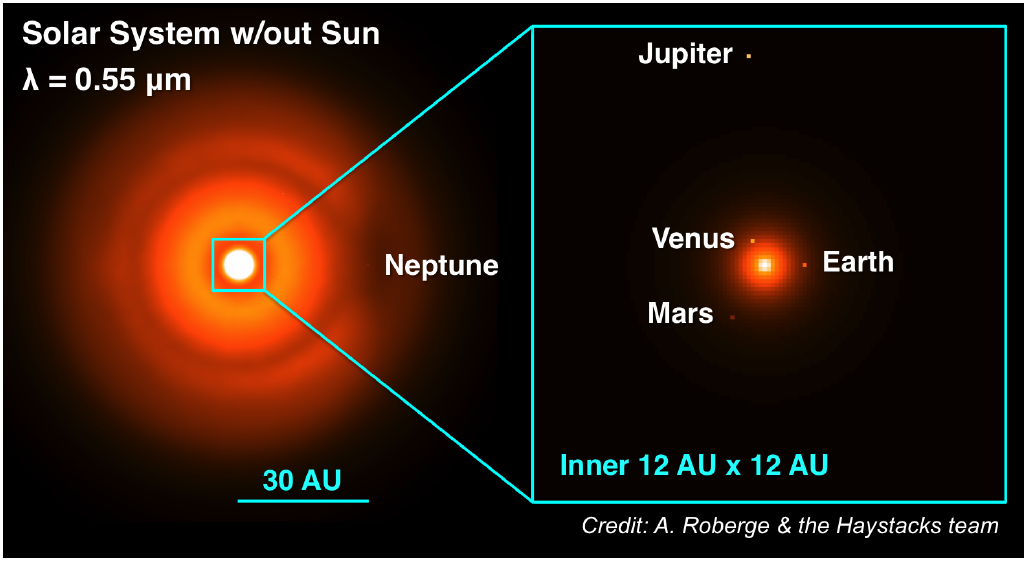 Solar System w/out Sun
λ = 0.55 μm
Jupiter
Venus
Earth
Neptune
Mars
Inner 12 AU x 12 AU
30 AU
Credit: A. Roberge & the Haystacks team